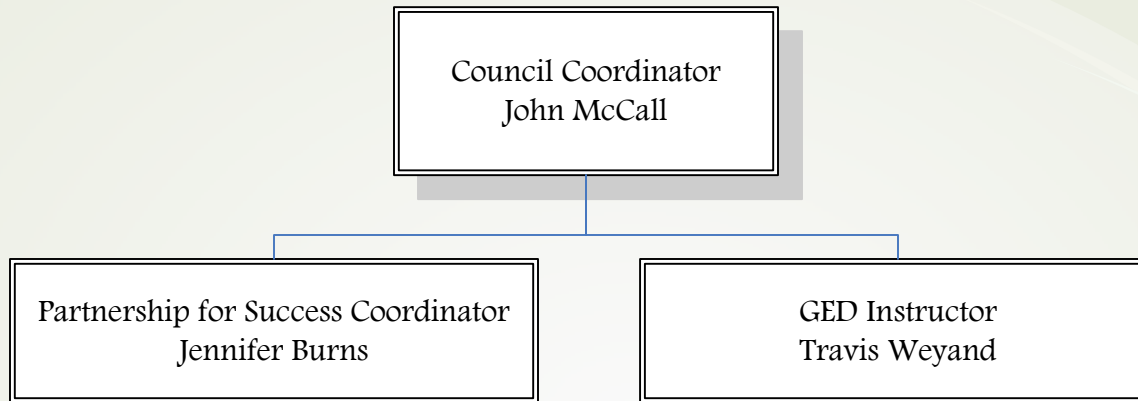 Council Coordinator
John McCall
Partnership for Success Coordinator
Jennifer Burns
GED Instructor
Travis Weyand